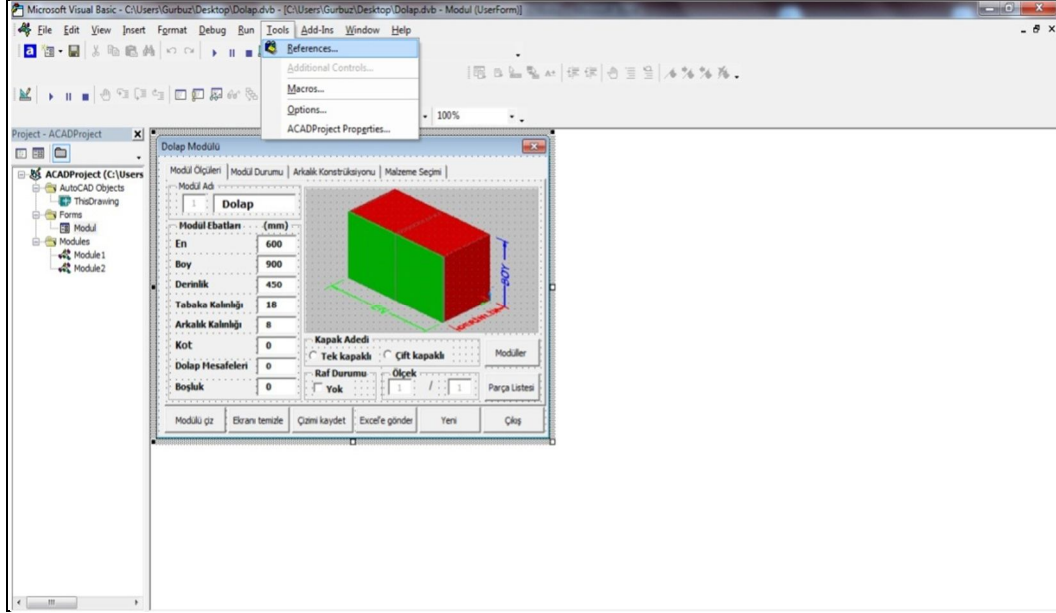 Microsoft Visual Basic - C:\Users\Gurbuz\Desktop\Dolap.dvb - [C:\Users\Gurbuz\Desktop\Dolap.dvb - Modul (UserForm)]
File Edit View Insert Format Debug Run Tools Add-Ins Window Help
References...
Additional Controls...
Macros...
Options...
ACADProject Properties...
100%
Project - ACADProject
ACADProject (C:\Users
AutoCAD Objects
ThisDrawing
Forms
Modul
Modules
Module1
Module2
Dolap Modülü
Modül Ölçüleri Modül Durumu Arkalık Konstrüksiyonu Malzeme Seçimi
Modül Adı
1 Dolap
Modül Ebatları (mm)
En 600
Boy 900
Derinlik 450
Tabaka Kalınlığı 18
Arkalık Kalınlığı 8
Kot 0
Dolap Mesafeleri 0
Boşluk 0
BOY
EN
DERİNLİK
Kapak Adedi
Tek kapaklı Çift kapaklı
Modüller
Raf Durumu Ölçek
Yok 1 / 1
Parça Listesi
Modülü çiz Ekranı temizle Çizimi kaydet Excel'e gönder Yeni Çıkış